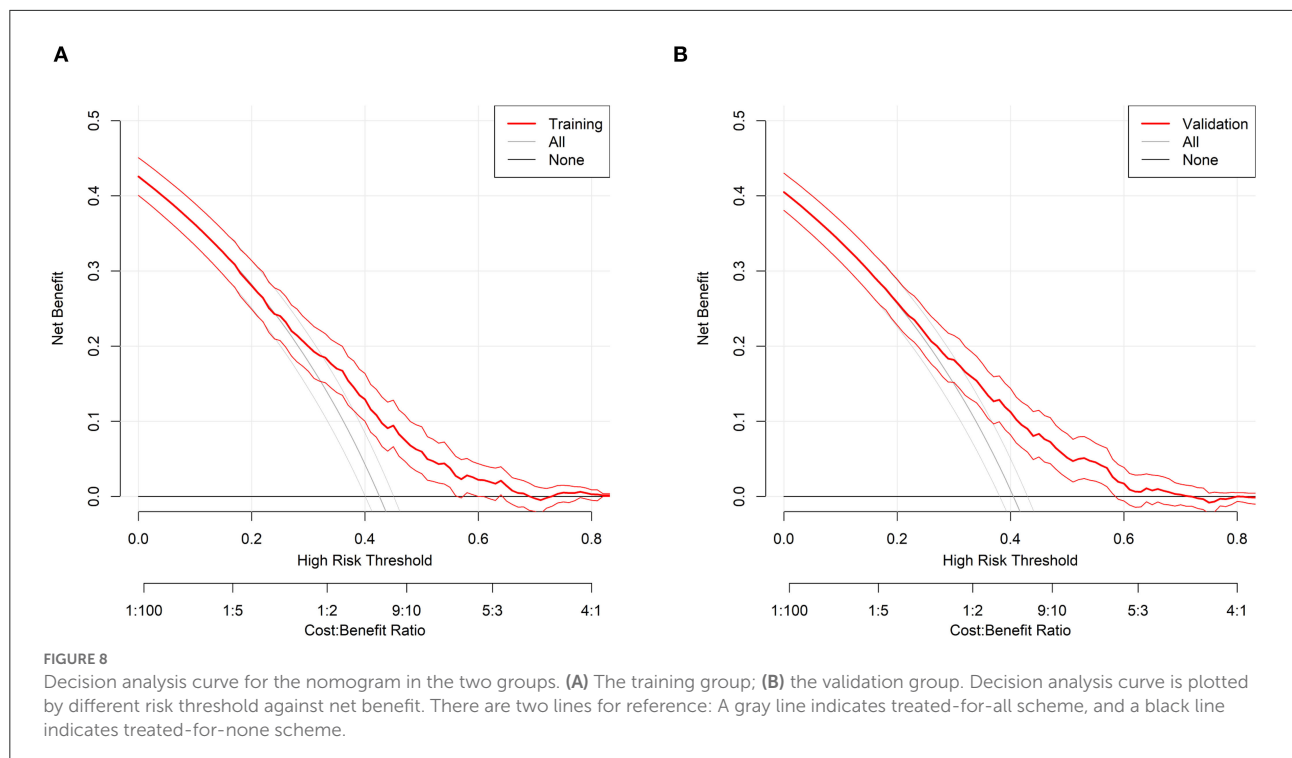 A
Training
All
None
Net Benefit
0.5
0.4
0.3
0.2
0.1
0.0
0.0 0.2 0.4 0.6 0.8
High Risk Threshold
1:100 1:5 1:2 9:10 5:3 4:1
Cost:Benefit Ratio
B
Validation
All
None
Net Benefit
0.5
0.4
0.3
0.2
0.1
0.0
0.0 0.2 0.4 0.6 0.8
High Risk Threshold
1:100 1:5 1:2 9:10 5:3 4:1
Cost:Benefit Ratio
FIGURE 8
Decision analysis curve for the nomogram in the two groups. (A) The training group; (B) the validation group. Decision analysis curve is plotted
by different risk threshold against net benefit. There are two lines for reference: A gray line indicates treated-for-all scheme, and a black line
indicates treated-for-none scheme.